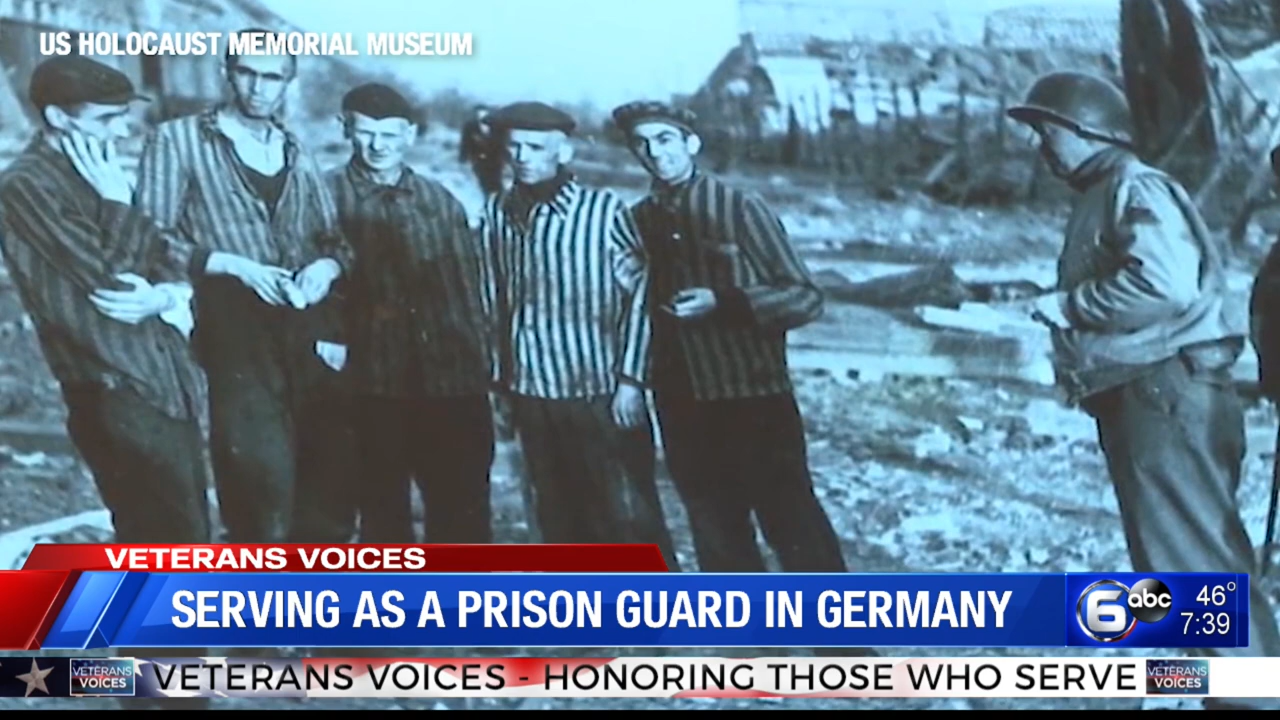 US HOLOCAUST MEMORIAL MUSEUM
VETERANS VOICES
SERVING AS A PRISON GUARD IN GERMANY
6 abc
46°
7:39
VETERANS
VOICES
VETERANS VOICES - HONORING THOSE WHO SERVE
VETERANS
VOICES